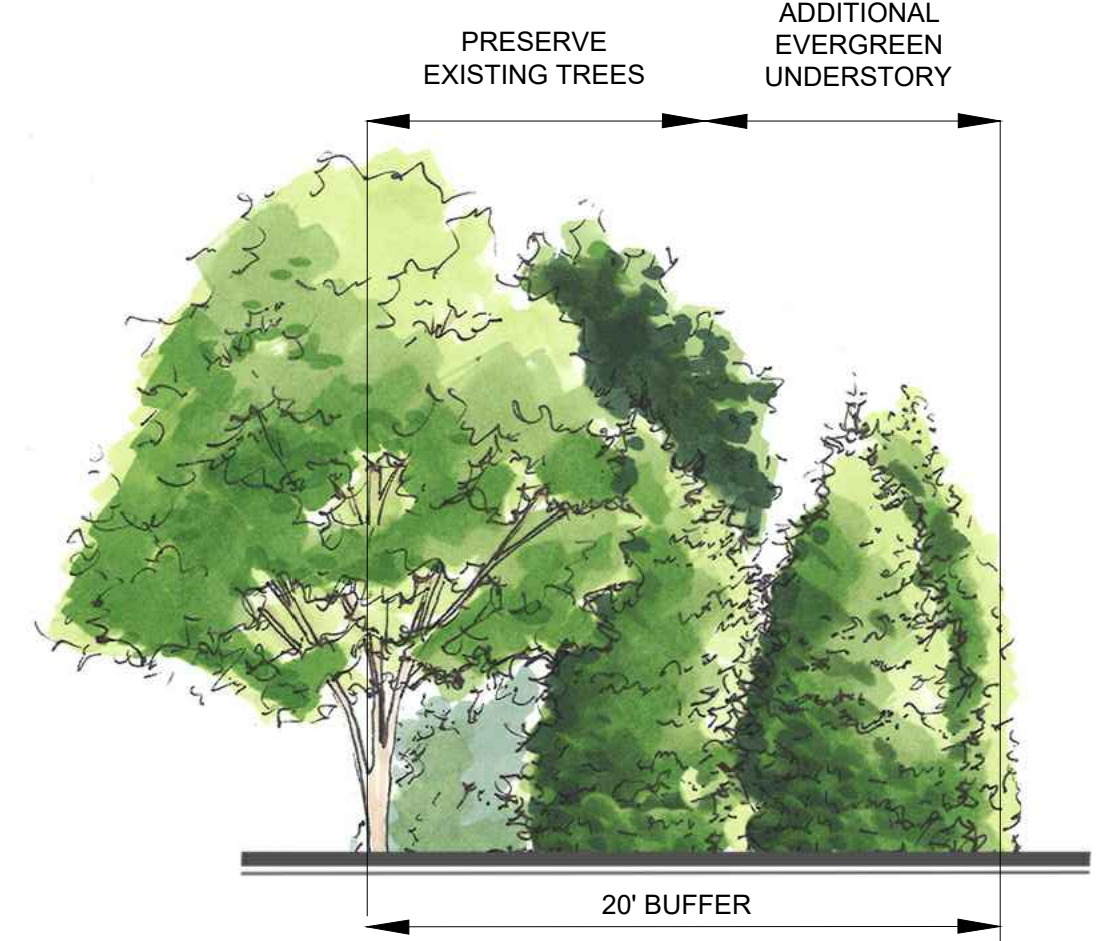 PRESERVE
EXISTING TREES
ADDITIONAL
EVERGREEN
UNDERSTORY
20' BUFFER